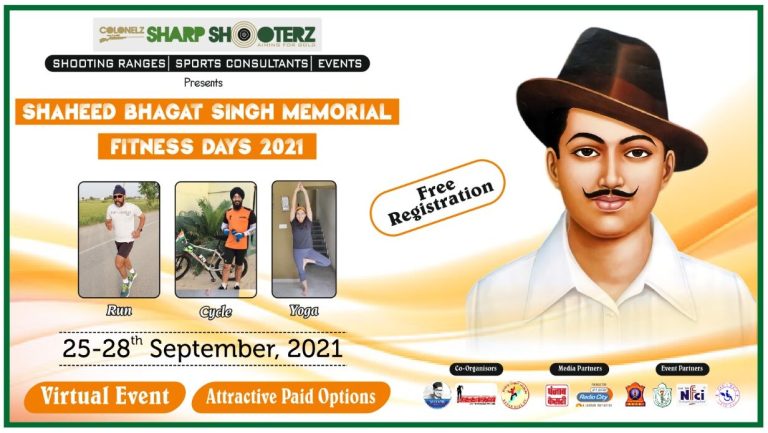 COLONELZ
SHARP SHOOTERZ
AIMING FOR GOLD
SHOOTING RANGES| SPORTS CONSULTANTS| EVENTS
Presents
SHAHEED BHAGAT SINGH MEMORIAL
FITNESS DAYS 2021
Free
Registration
Run
Cycle
Yoga
25-28th September, 2021
Virtual Event
Attractive Paid Options
Co-Organisors
Media Partners
Event Partners
पंजाब
केसरी
Radio City